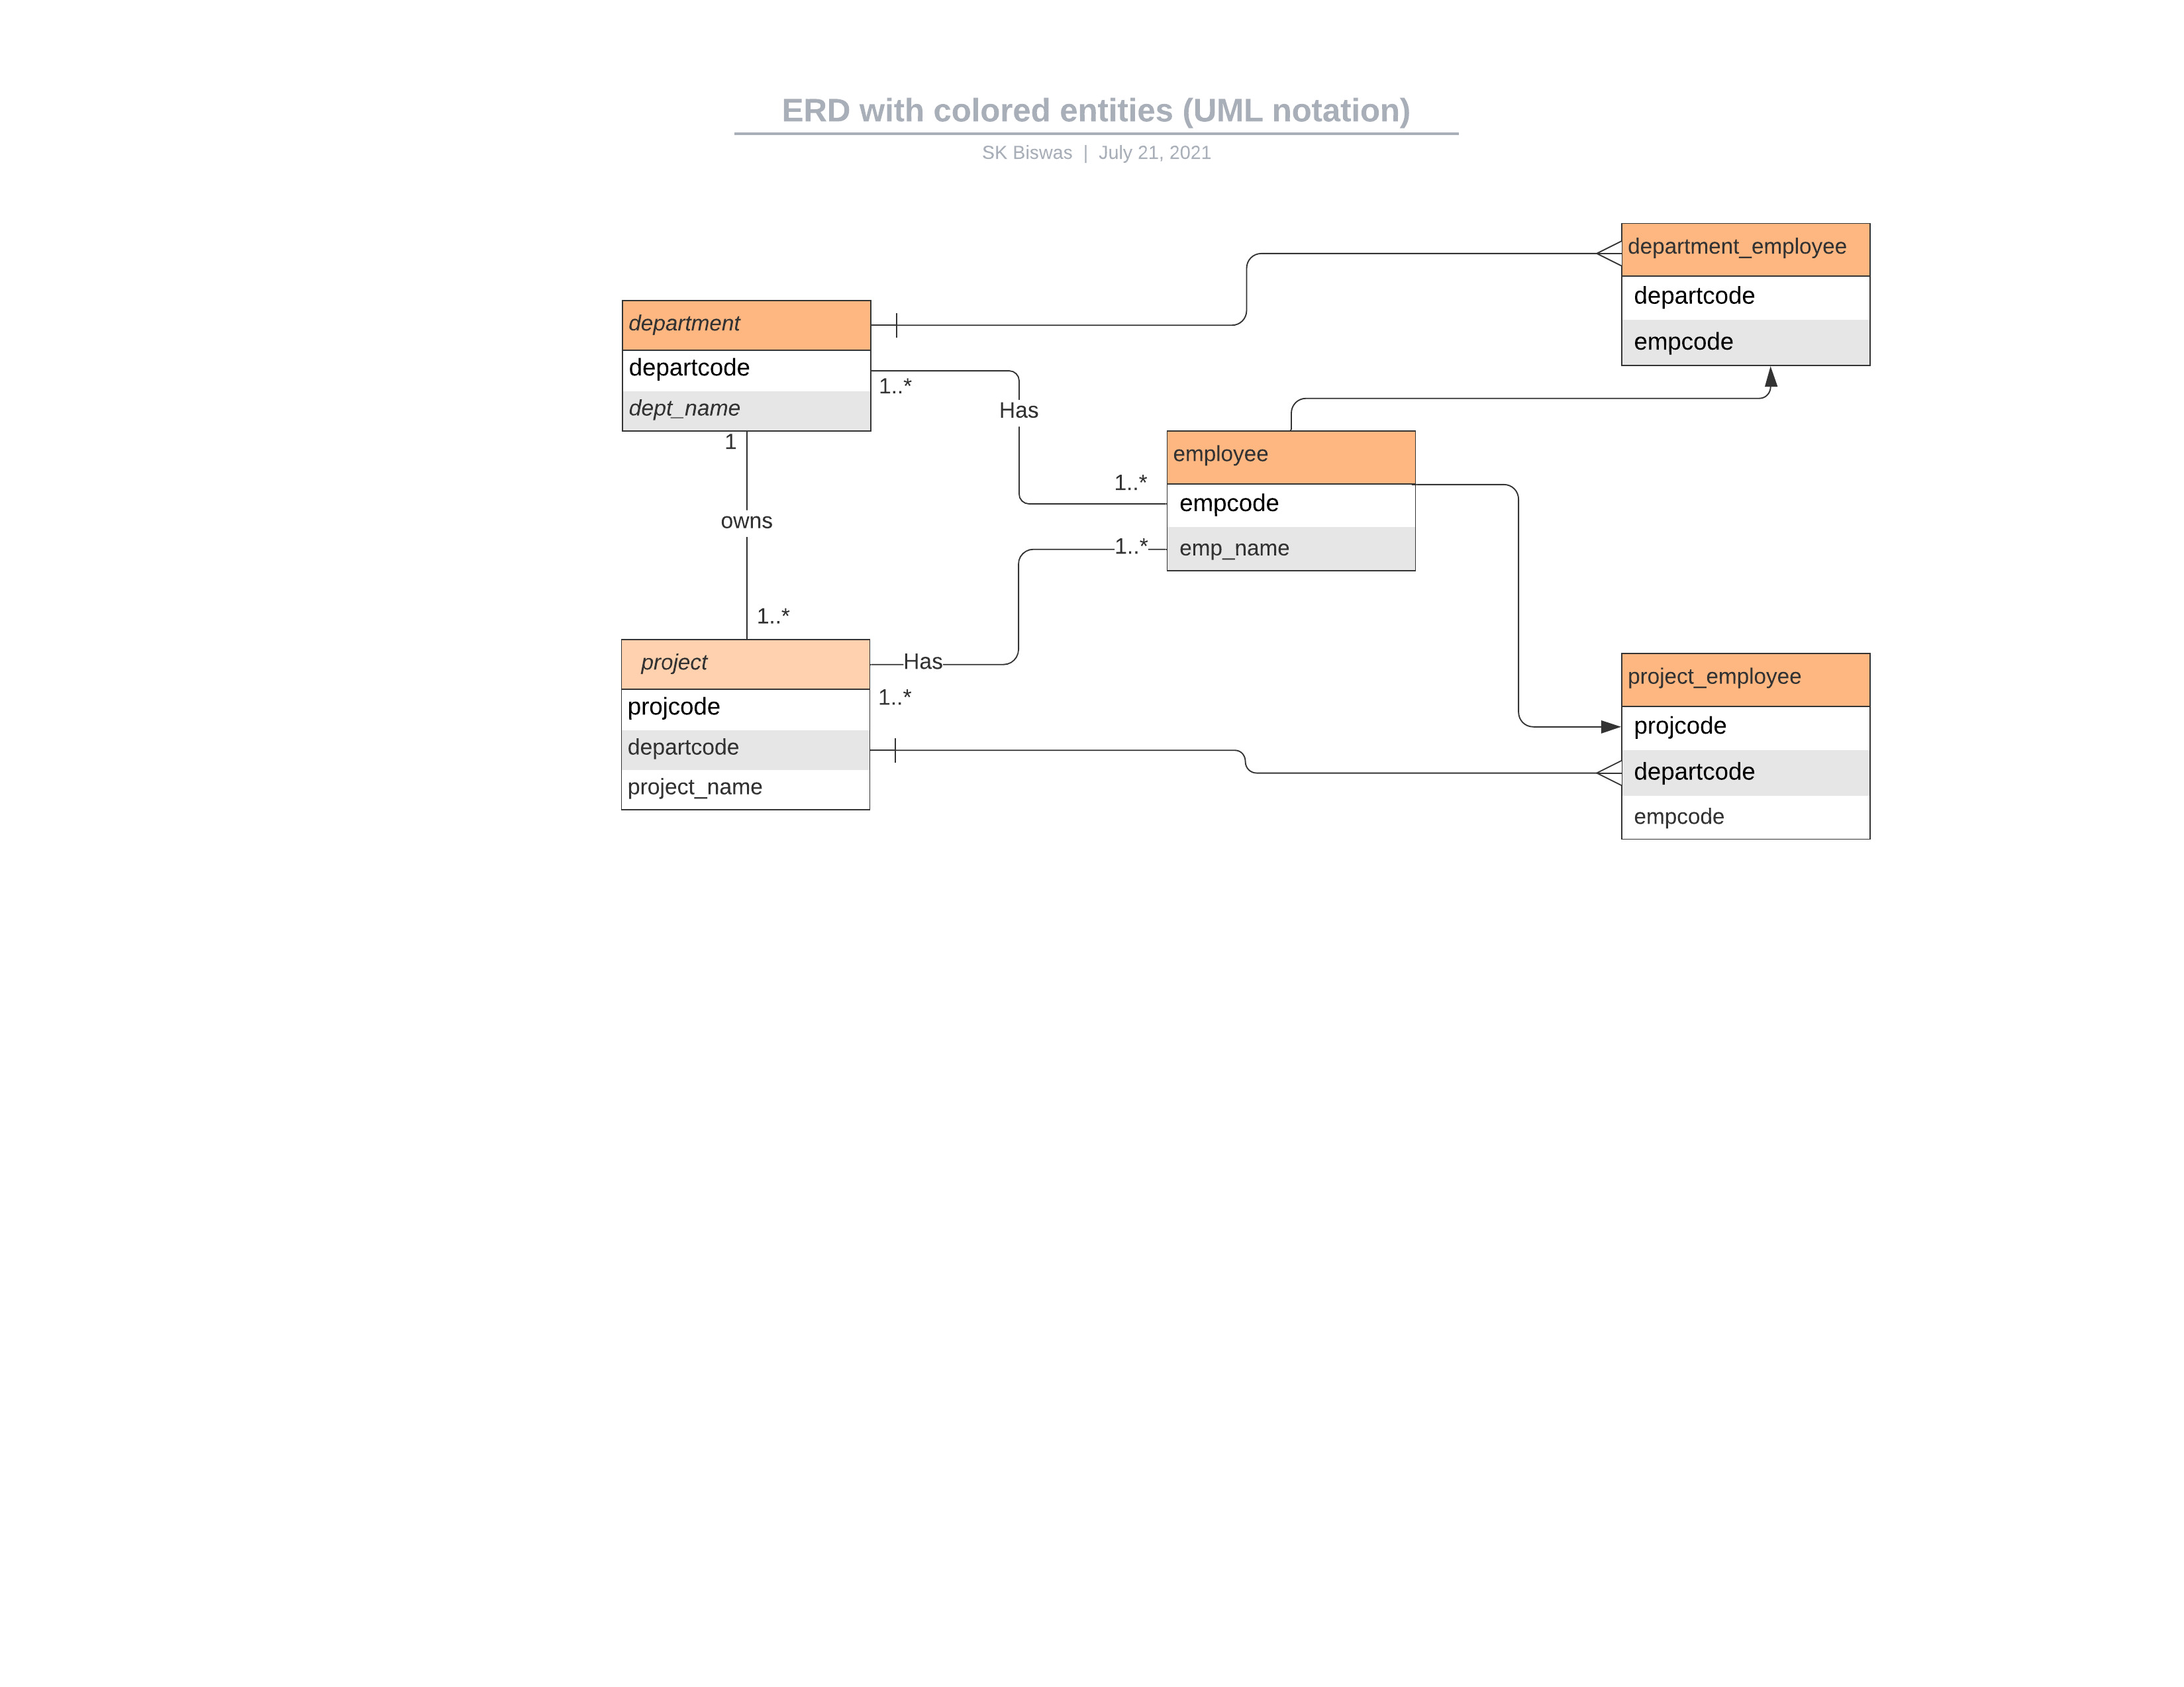 ERD with colored entities (UML notation)
SK Biswas | July 21, 2021
department_employee
departcode
empcode
department
departcode
dept_name
1..*
Has
1
owns
1..*
employee
empcode
emp_name
1..*
1..*
project
projcode
departcode
project_name
Has
1..*
project_employee
projcode
departcode
empcode